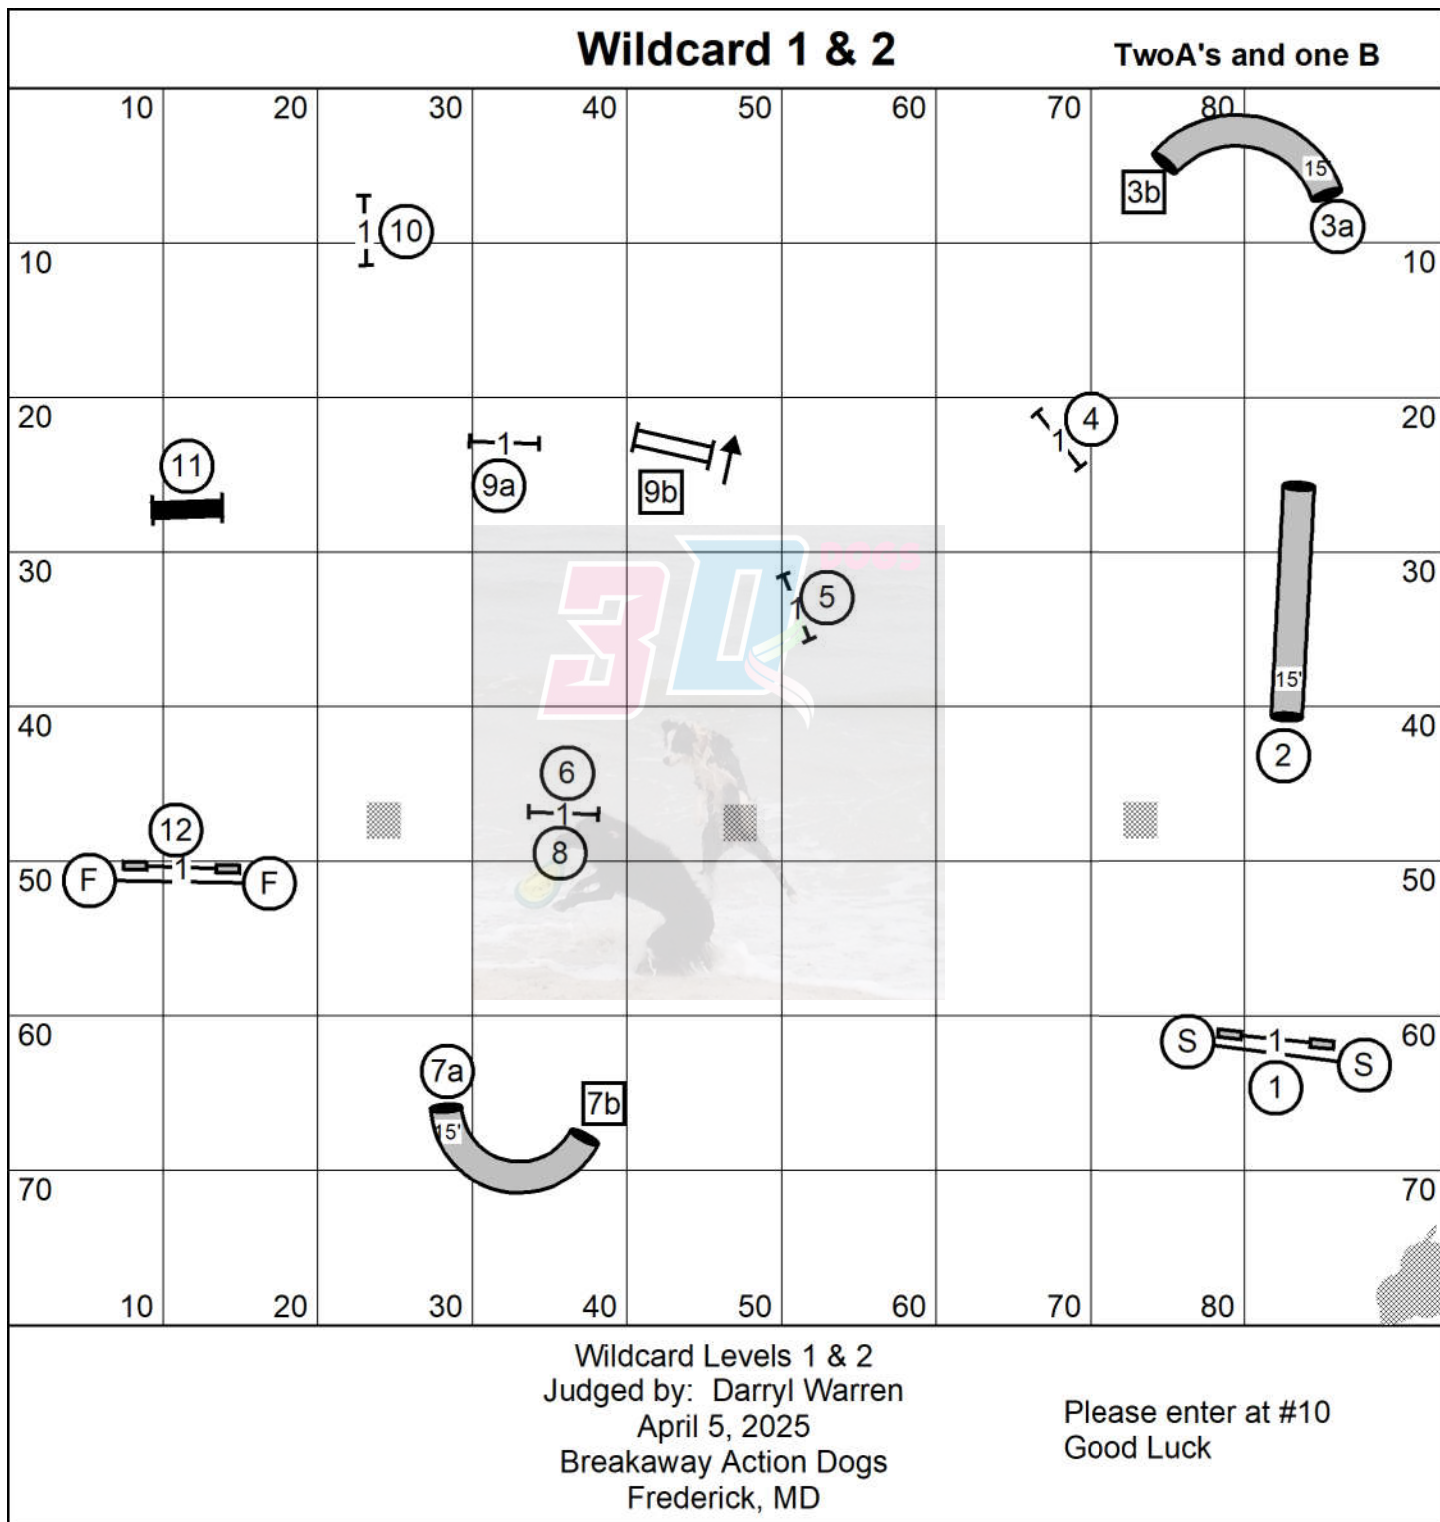 Wildcard 1 & 2
TwoA's and one B
10 20 30 40 50 60 70 80
15'
3b
3a
1 10
10 10
20 20
4
1
11
1
9a
9b
30 30
DOGS
3D
5
1
15'
40 40
2
6
1
8
12
1
50 F F 50
60 60
S 1 S
1
7a
7b
15'
70 70
10 20 30 40 50 60 70 80
Wildcard Levels 1 & 2
Judged by: Darryl Warren
April 5, 2025
Breakaway Action Dogs
Frederick, MD
Please enter at #10
Good Luck